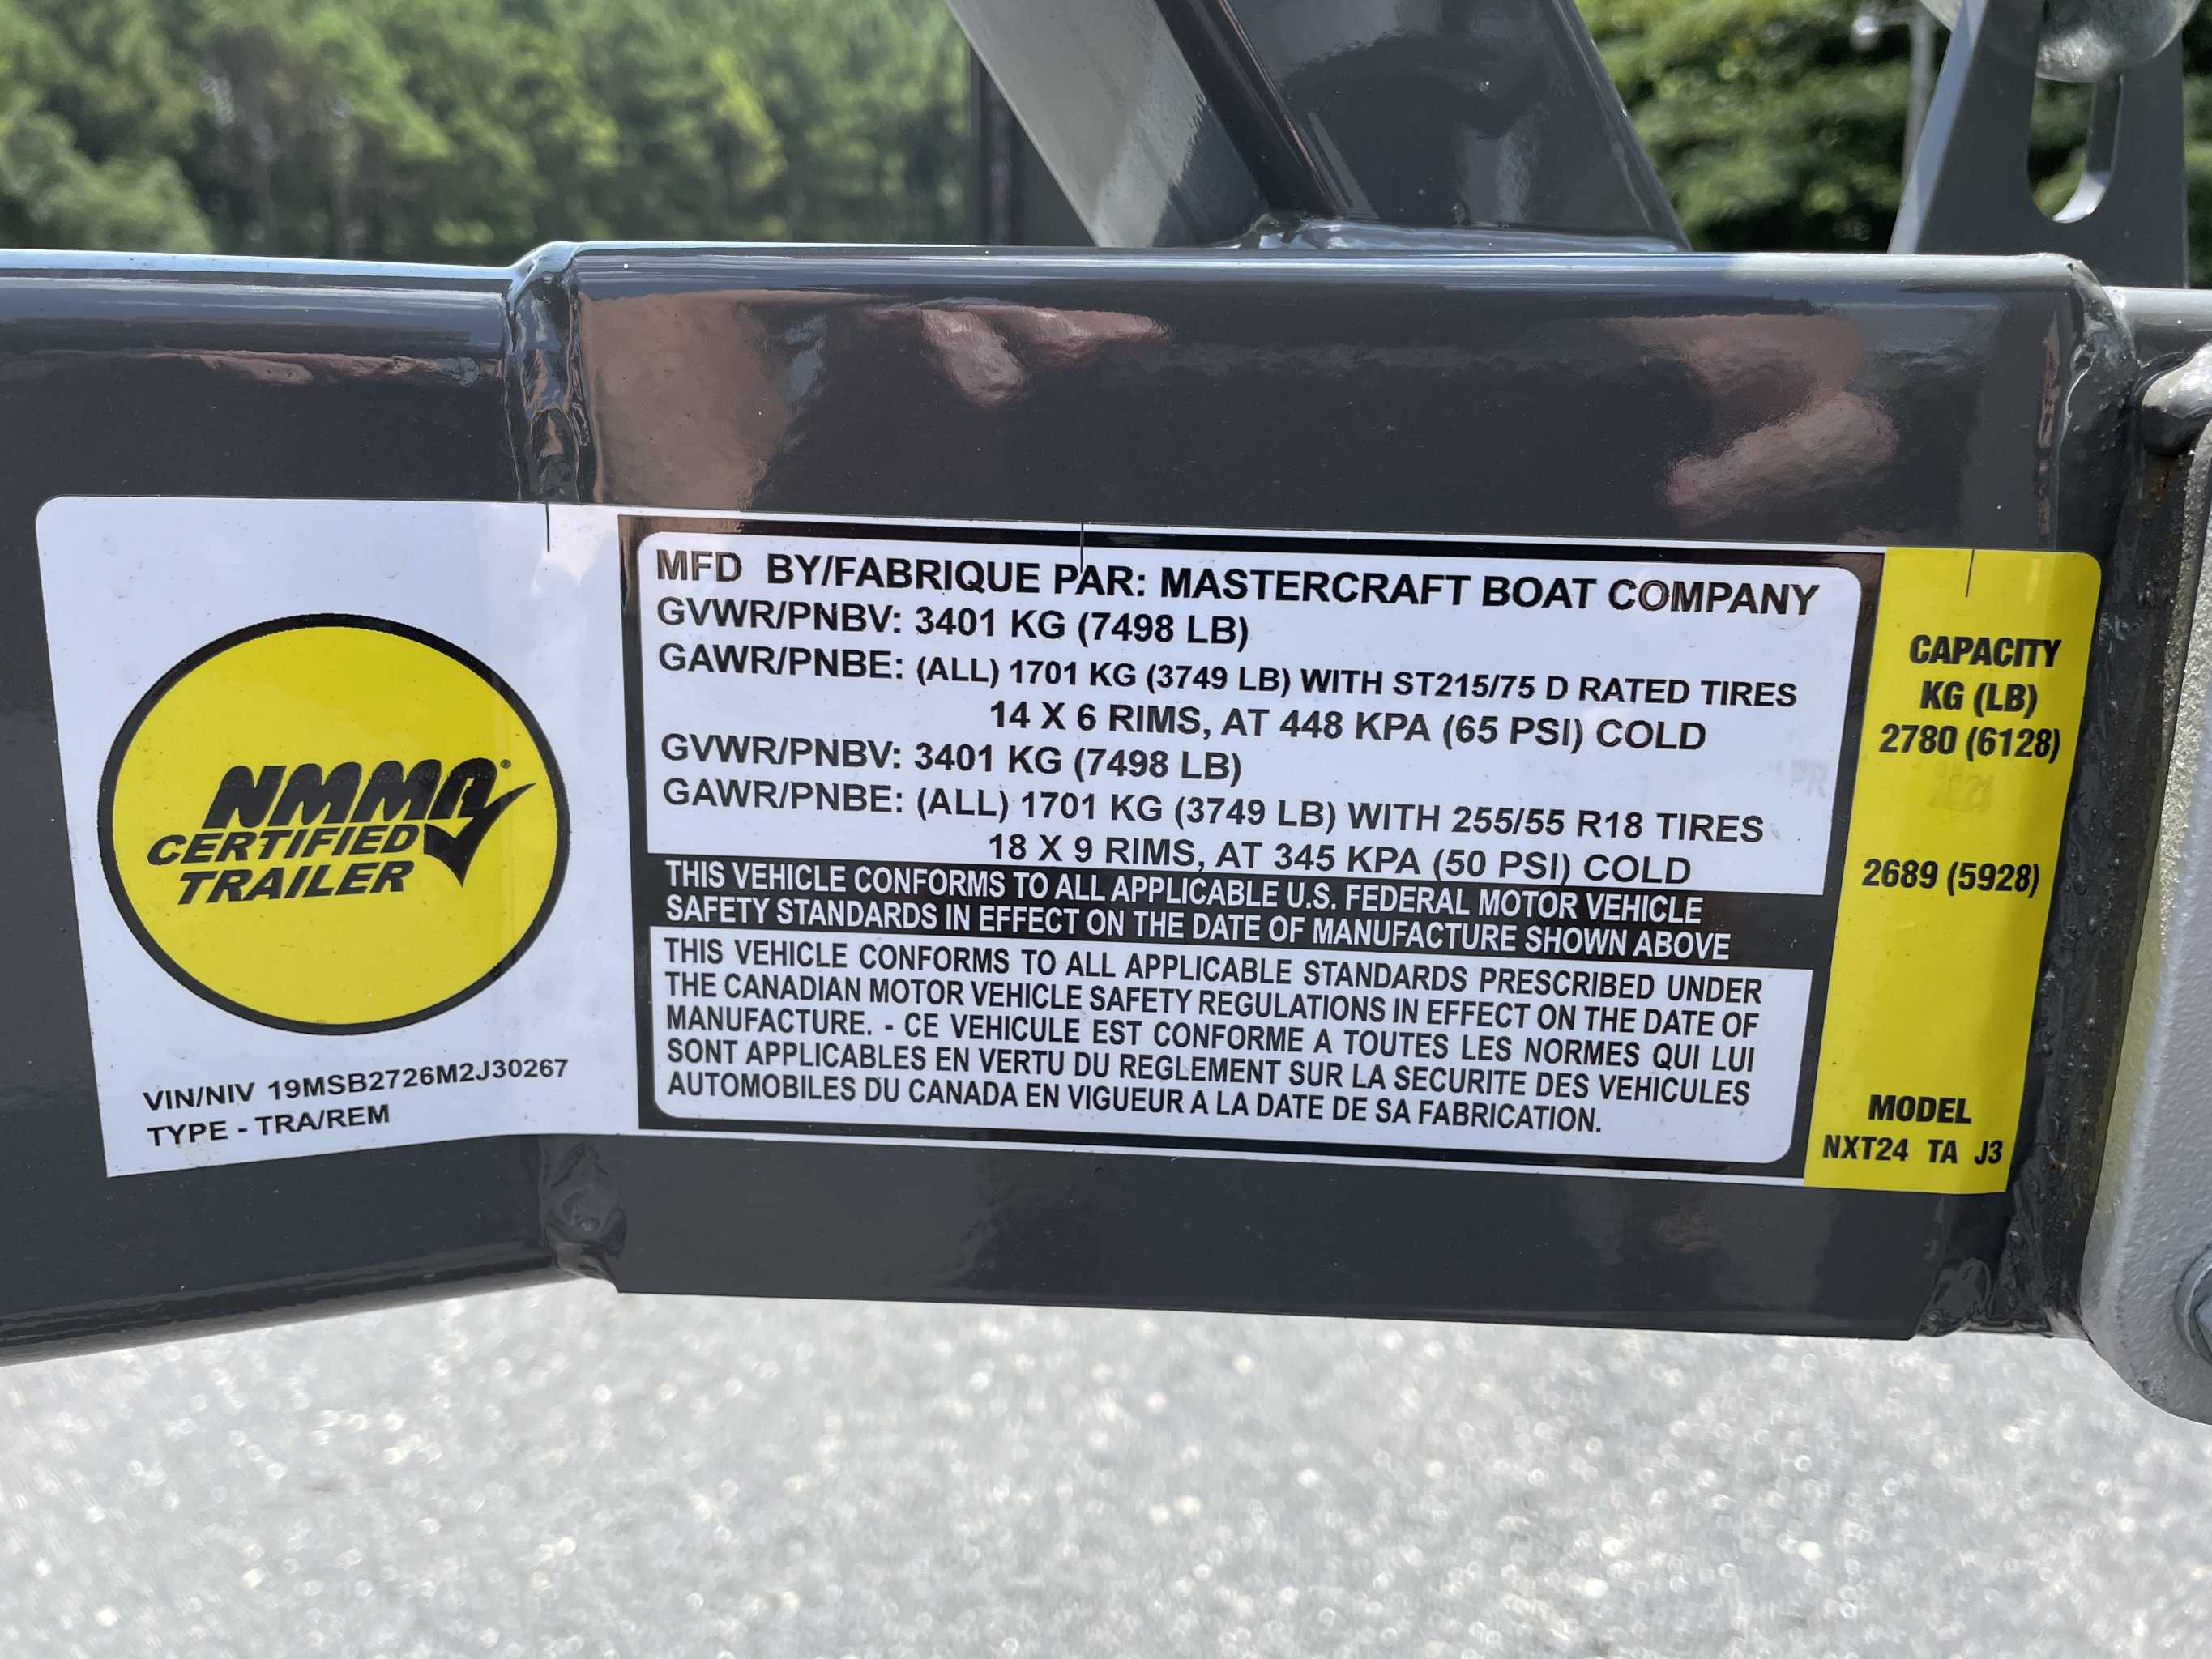 NMMA®
CERTIFIED
TRAILER
VIN/NIV 19MSB2726M2J30267
TYPE - TRA/REM
MFD BY/FABRIQUE PAR: MASTERCRAFT BOAT COMPANY
GVWR/PNBV: 3401 KG (7498 LB)
GAWR/PNBE: (ALL) 1701 KG (3749 LB) WITH ST215/75 D RATED TIRES
14 X 6 RIMS, AT 448 KPA (65 PSI) COLD
GVWR/PNBV: 3401 KG (7498 LB)
GAWR/PNBE: (ALL) 1701 KG (3749 LB) WITH 255/55 R18 TIRES
18 X 9 RIMS, AT 345 KPA (50 PSI) COLD
THIS VEHICLE CONFORMS TO ALL APPLICABLE U.S. FEDERAL MOTOR VEHICLE
SAFETY STANDARDS IN EFFECT ON THE DATE OF MANUFACTURE SHOWN ABOVE
THIS VEHICLE CONFORMS TO ALL APPLICABLE STANDARDS PRESCRIBED UNDER
THE CANADIAN MOTOR VEHICLE SAFETY REGULATIONS IN EFFECT ON THE DATE OF
MANUFACTURE. - CE VEHICULE EST CONFORME A TOUTES LES NORMES QUI LUI
SONT APPLICABLES EN VERTU DU REGLEMENT SUR LA SECURITE DES VEHICULES
AUTOMOBILES DU CANADA EN VIGUEUR A LA DATE DE SA FABRICATION.
CAPACITY
KG (LB)
2780 (6128)
2689 (5928)
MODEL
NXT24 TA J3